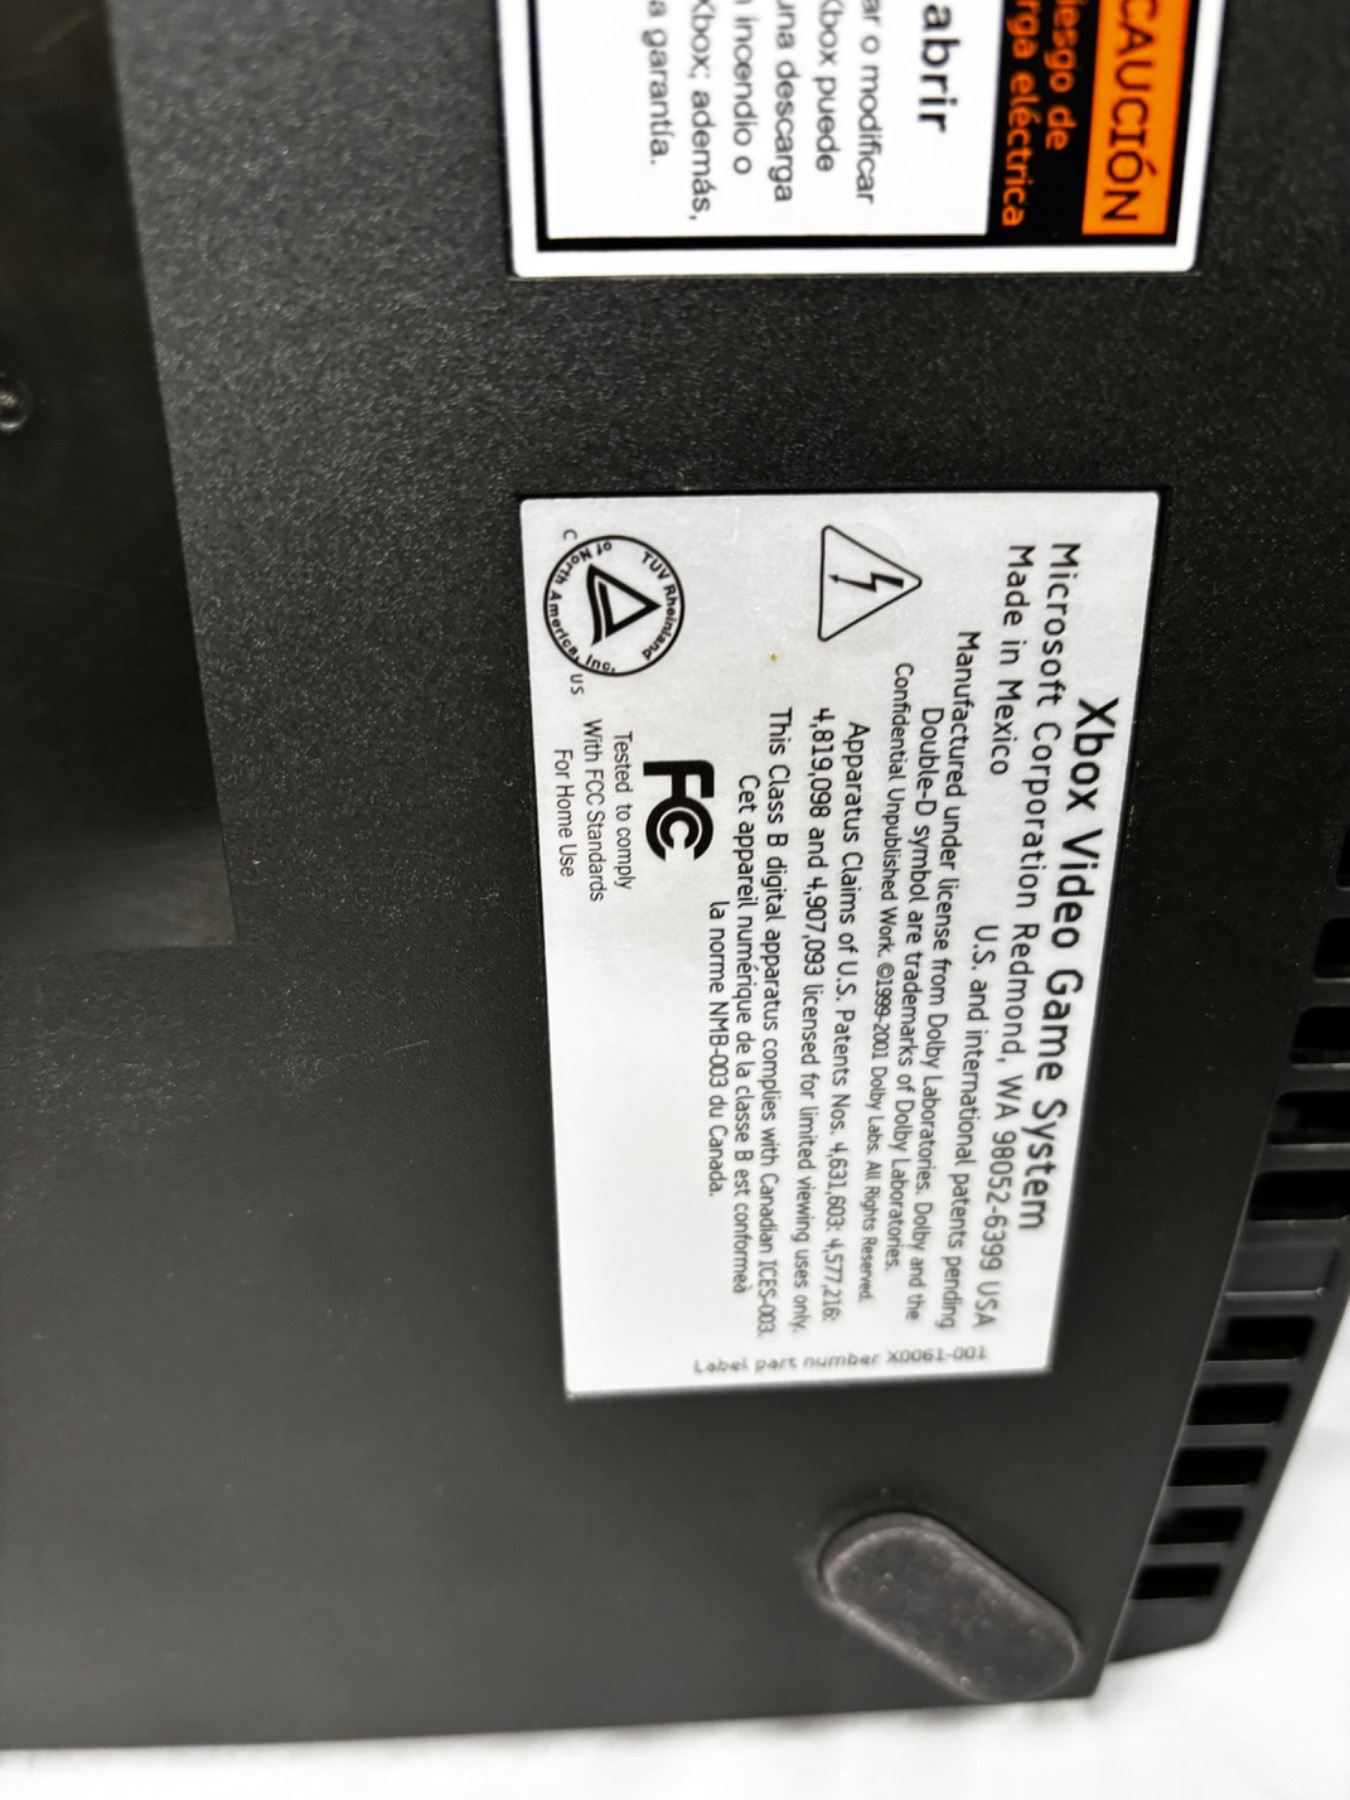 CAUCIÓN
iesgo de
rga eléctrica
abrir
ar o modificar
Xbox puede
una descarga
incendio o
Xbox; además,
a garantía.
Xbox Video Game System
Microsoft Corporation Redmond, WA 98052-6399 USA
Made in Mexico U.S. and international patents pending
Manufactured under license from Dolby Laboratories. Dolby and the
Double-D symbol are trademarks of Dolby Laboratories.
Confidential Unpublished Work. ©1999-2001 Dolby Labs. All Rights Reserved.
Apparatus Claims of U.S. Patents Nos. 4,631,603: 4,577,216:
4,819,098 and 4,907,093 licensed for limited viewing uses only.
This Class B digital apparatus complies with Canadian ICES-003.
Cet appareil numérique de la classe B est conformeà
la norme NMB-003 du Canada.
FC
Tested to comply
With FCC Standards
For Home Use
TUV Rheinland
of North America, Inc.
C US
Label part number X0061-001